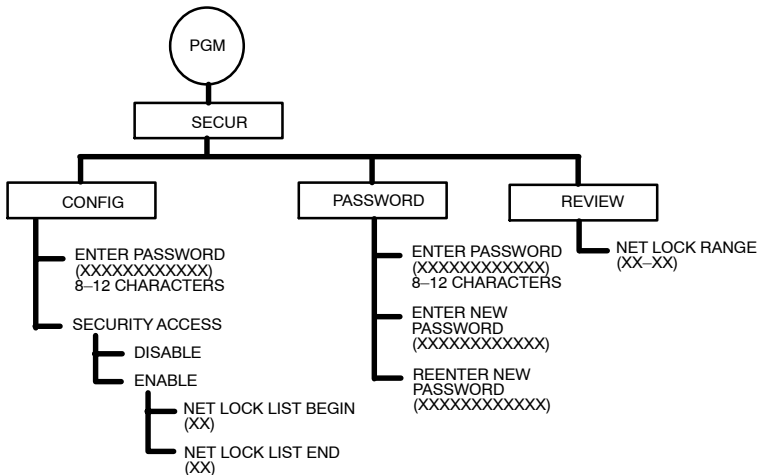 PGM
SECUR
CONFIG
ENTER PASSWORD
(XXXXXXXXXXXX)
8–12 CHARACTERS
SECURITY ACCESS
DISABLE
ENABLE
NET LOCK LIST BEGIN
(XX)
NET LOCK LIST END
(XX)
PASSWORD
ENTER PASSWORD
(XXXXXXXXXXXX)
8–12 CHARACTERS
ENTER NEW
PASSWORD
(XXXXXXXXXXXX)
REENTER NEW
PASSWORD
(XXXXXXXXXXXX)
REVIEW
NET LOCK RANGE
(XX–XX)